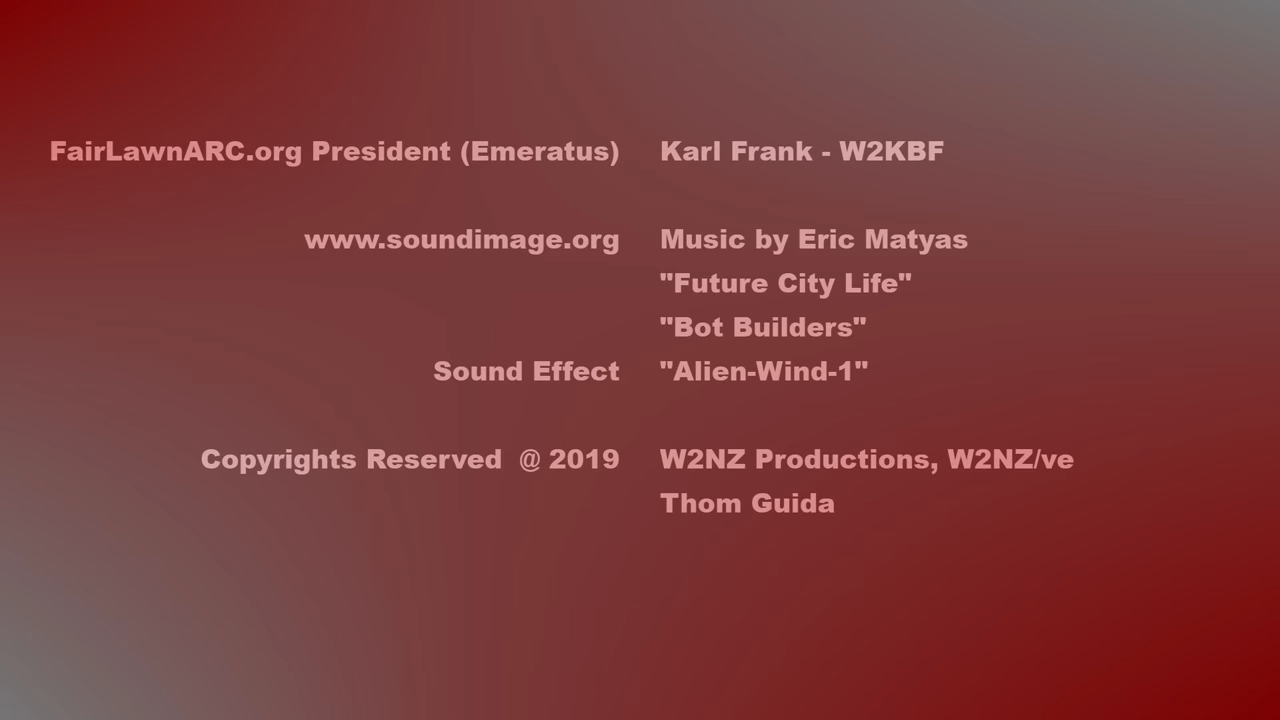 FairLawnARC.org President (Emeratus) Karl Frank - W2KBF
www.soundimage.org Music by Eric Matyas
"Future City Life"
"Bot Builders"
Sound Effect "Alien-Wind-1"
Copyrights Reserved @ 2019 W2NZ Productions, W2NZ/ve
Thom Guida